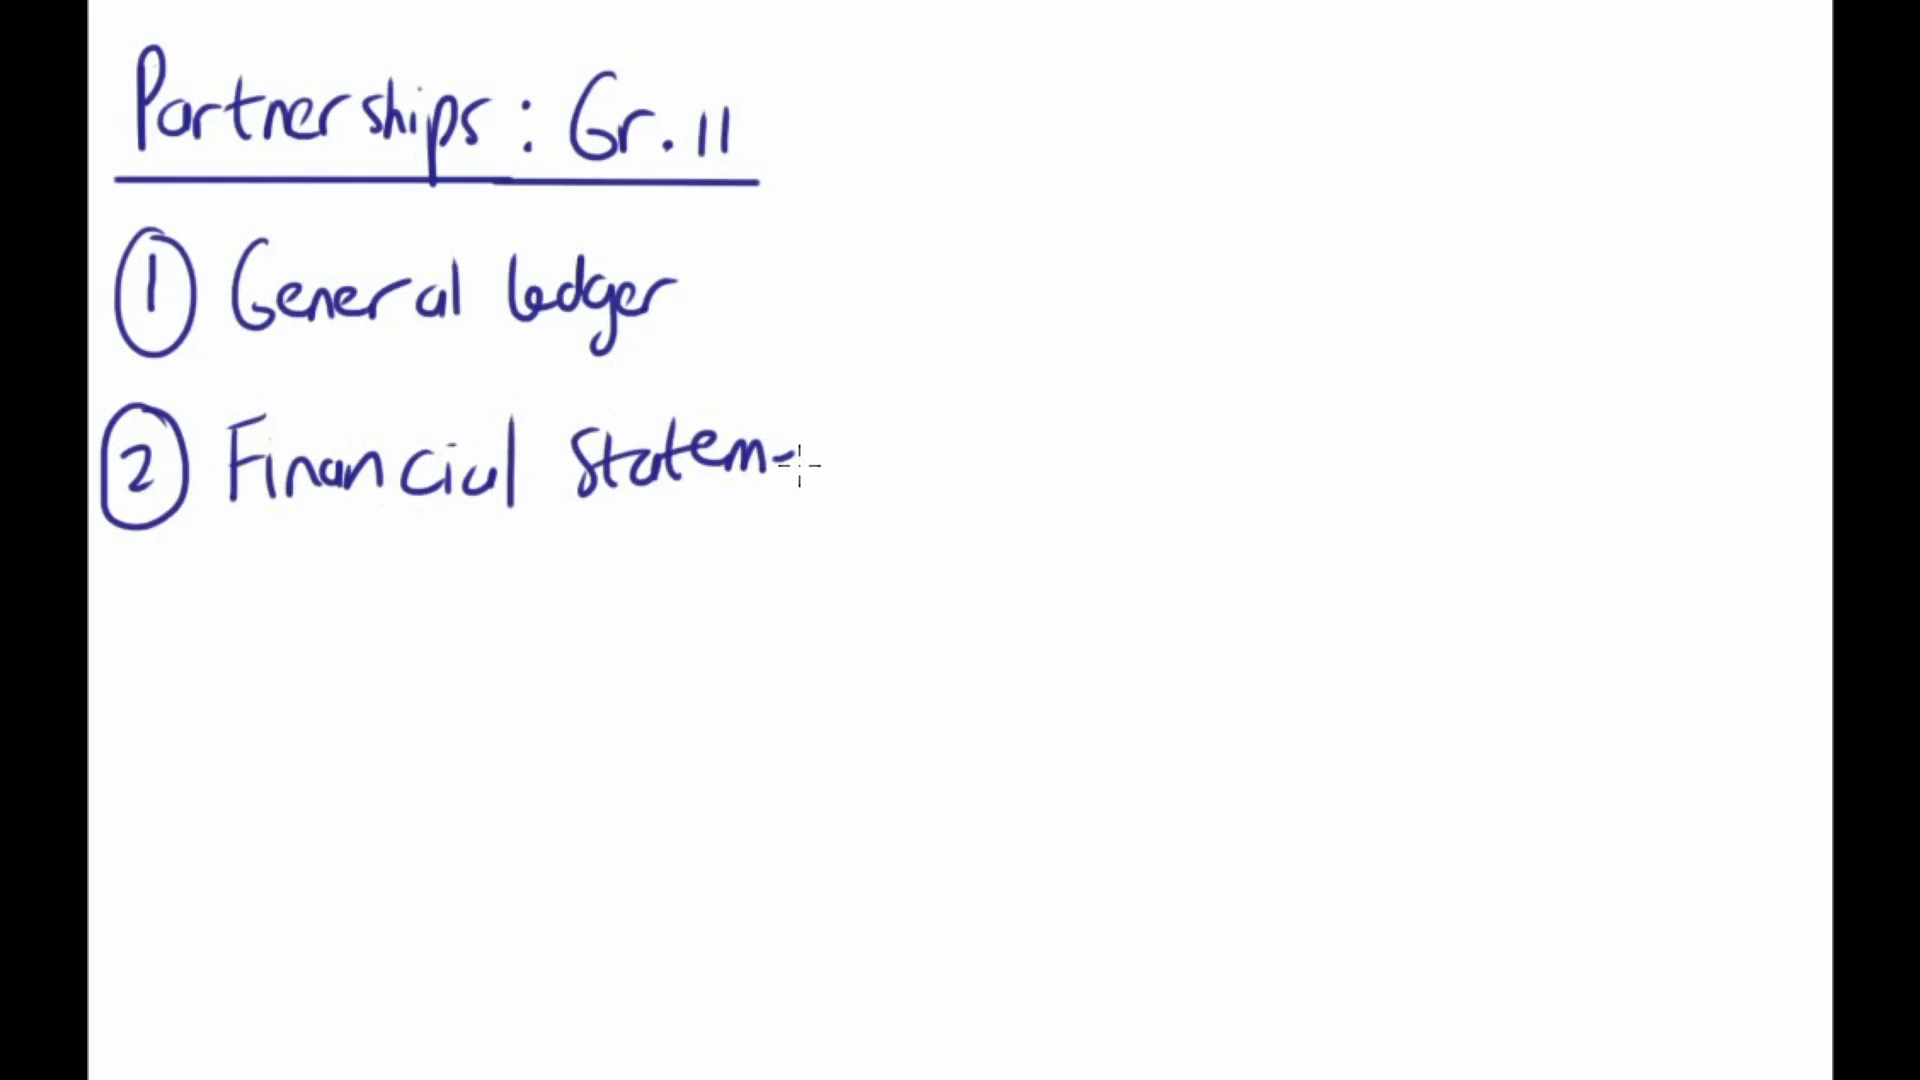 Partnerships: Gr. 11
1 General ledger
2 Financial Statem-